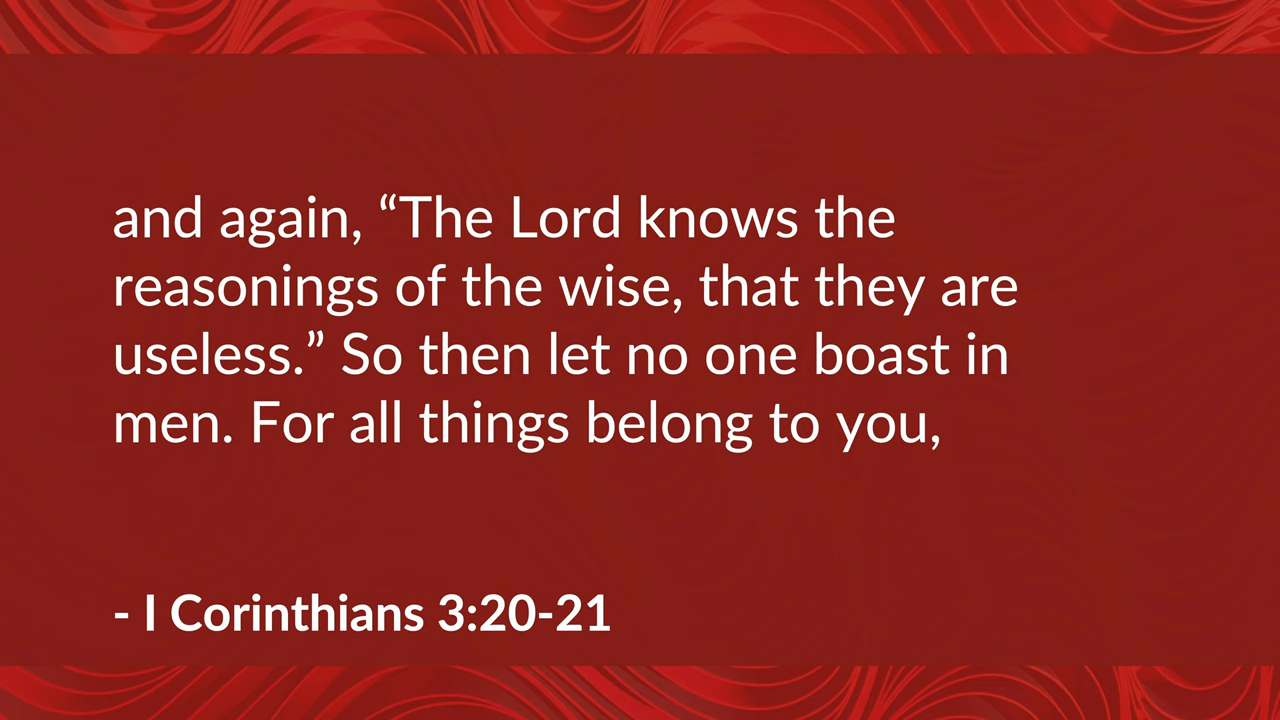 and again, “The Lord knows the
reasonings of the wise, that they are
useless.” So then let no one boast in
men. For all things belong to you,
- I Corinthians 3:20-21